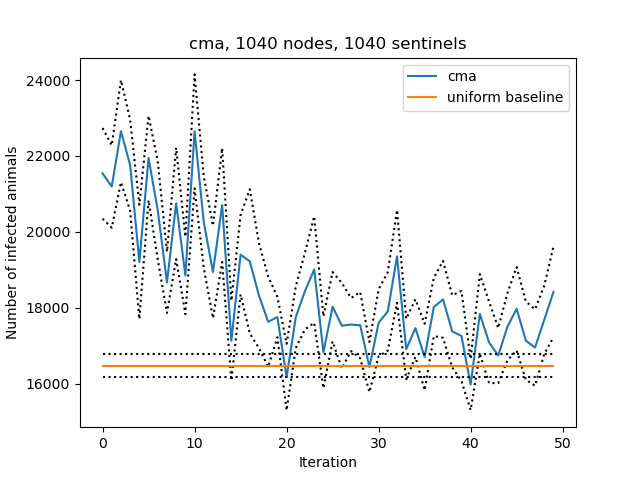 cma, 1040 nodes, 1040 sentinels
cma
uniform baseline
Number of infected animals
24000
22000
20000
18000
16000
0 10 20 30 40 50
Iteration